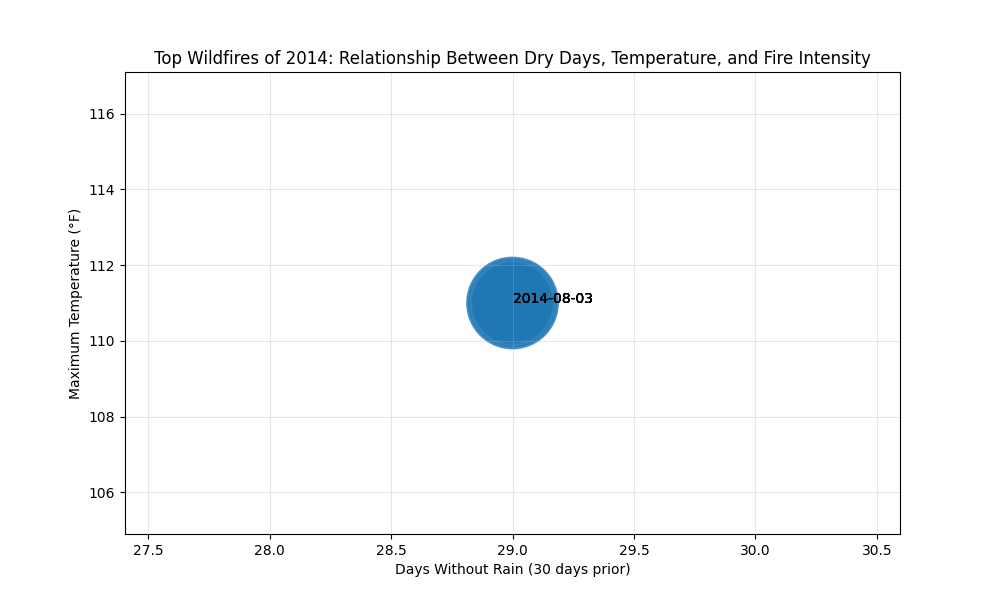 Top Wildfires of 2014: Relationship Between Dry Days, Temperature, and Fire Intensity
116
114
112
110
108
106
Maximum Temperature (°F)
2014-08-03
27.5 28.0 28.5 29.0 29.5 30.0 30.5
Days Without Rain (30 days prior)